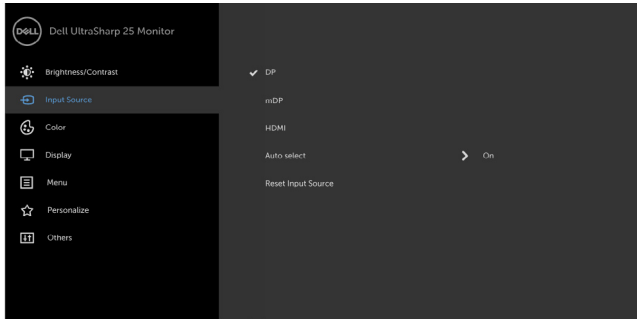 DELL Dell UltraSharp 25 Monitor
Brightness/Contrast
Input Source
Color
Display
Menu
Personalize
Others
DP
mDP
HDMI
Auto select On
Reset Input Source